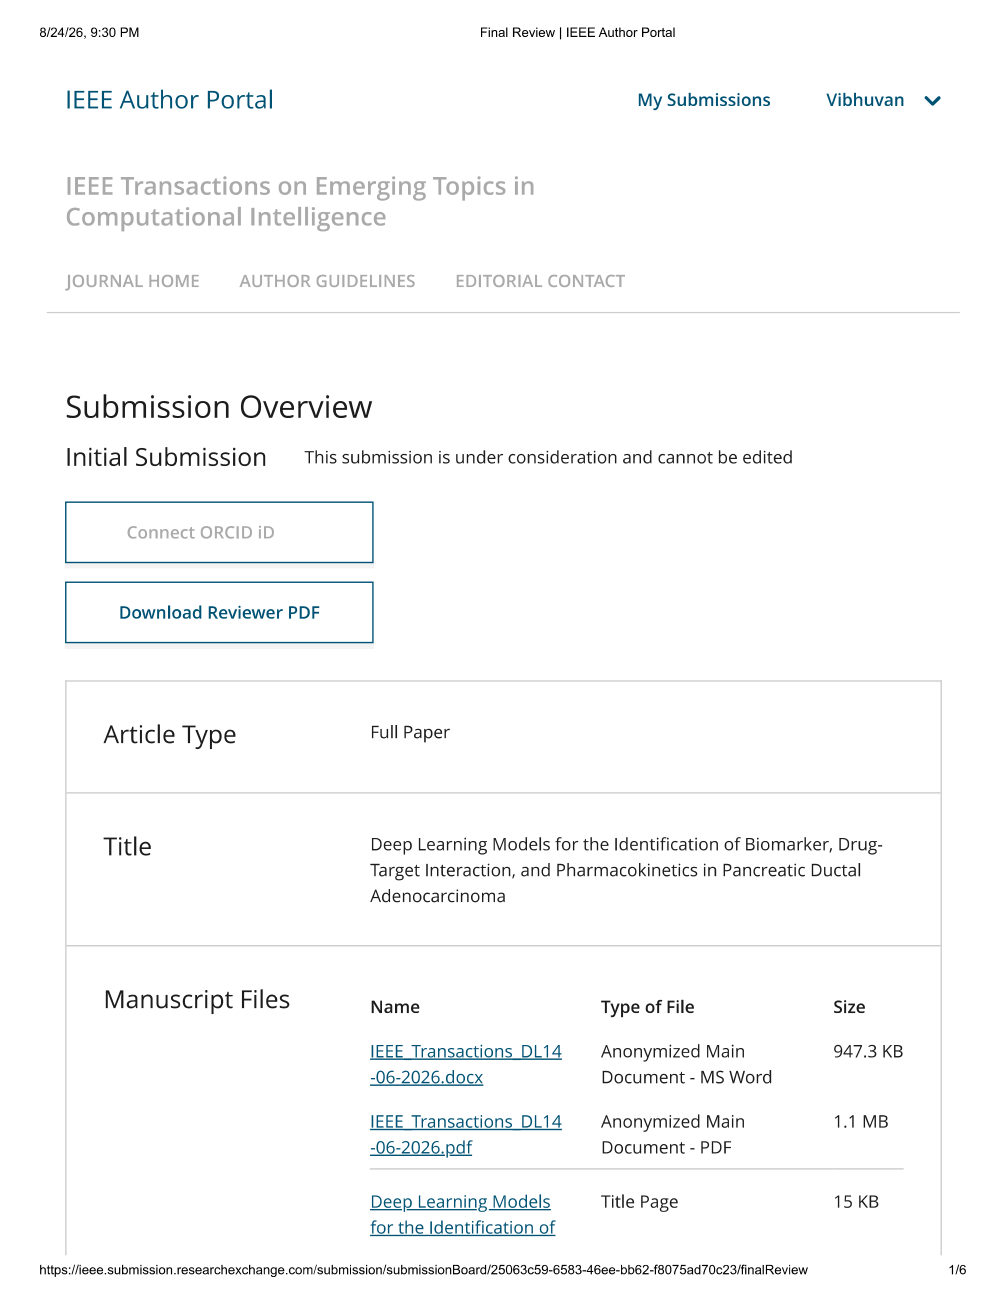 8/24/26, 9:30 PM
Final Review | IEEE Author Portal
IEEE Author Portal
My Submissions
Vibhuvan
IEEE Transactions on Emerging Topics in
Computational Intelligence
JOURNAL HOME
AUTHOR GUIDELINES
EDITORIAL CONTACT
Submission Overview
Initial Submission
This submission is under consideration and cannot be edited
Connect ORCID iD
Download Reviewer PDF
Article Type
Full Paper
Title
Deep Learning Models for the Identification of Biomarker, Drug-
Target Interaction, and Pharmacokinetics in Pancreatic Ductal
Adenocarcinoma
Manuscript Files
Name
Type of File
Size
IEEE_Transactions_DL14
Anonymized Main
947.3 KB
-06-2026.docx
Document - MS Word
IEEE_Transactions_DL14
Anonymized Main
1.1 MB
-06-2026.pdf
Document - PDF
Deep Learning Models
Title Page
15 KB
for the Identification of
https://ieee.submission.researchexchange.com/submission/submissionBoard/25063c59-6583-46ee-bb62-f8075ad70c23/finalReview
1/6